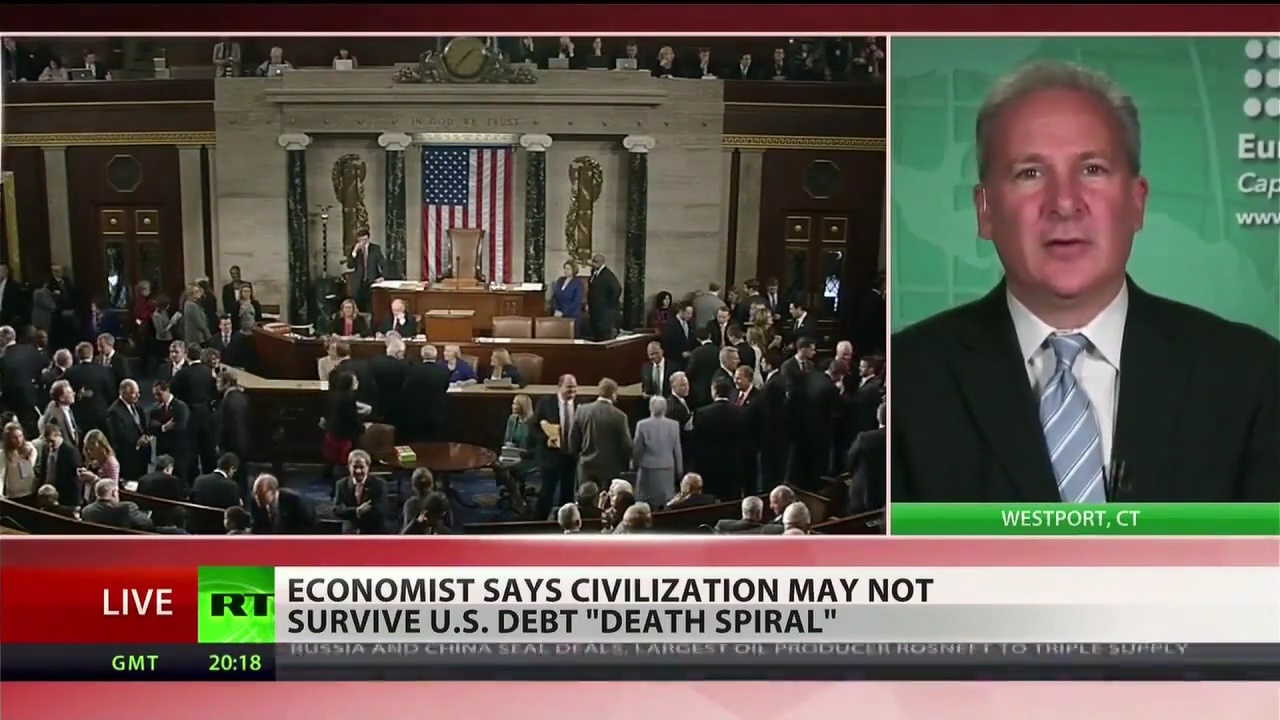 IN GOD WE TRUST
Eur
Cap
www
WESTPORT, CT
LIVE
RT
ECONOMIST SAYS CIVILIZATION MAY NOT
SURVIVE U.S. DEBT "DEATH SPIRAL"
GMT
20:18
RUSSIA AND CHINA SEAL DEALS, LARGEST OIL PRODUCER ROSNEFT TO TRIPLE SUPPLY